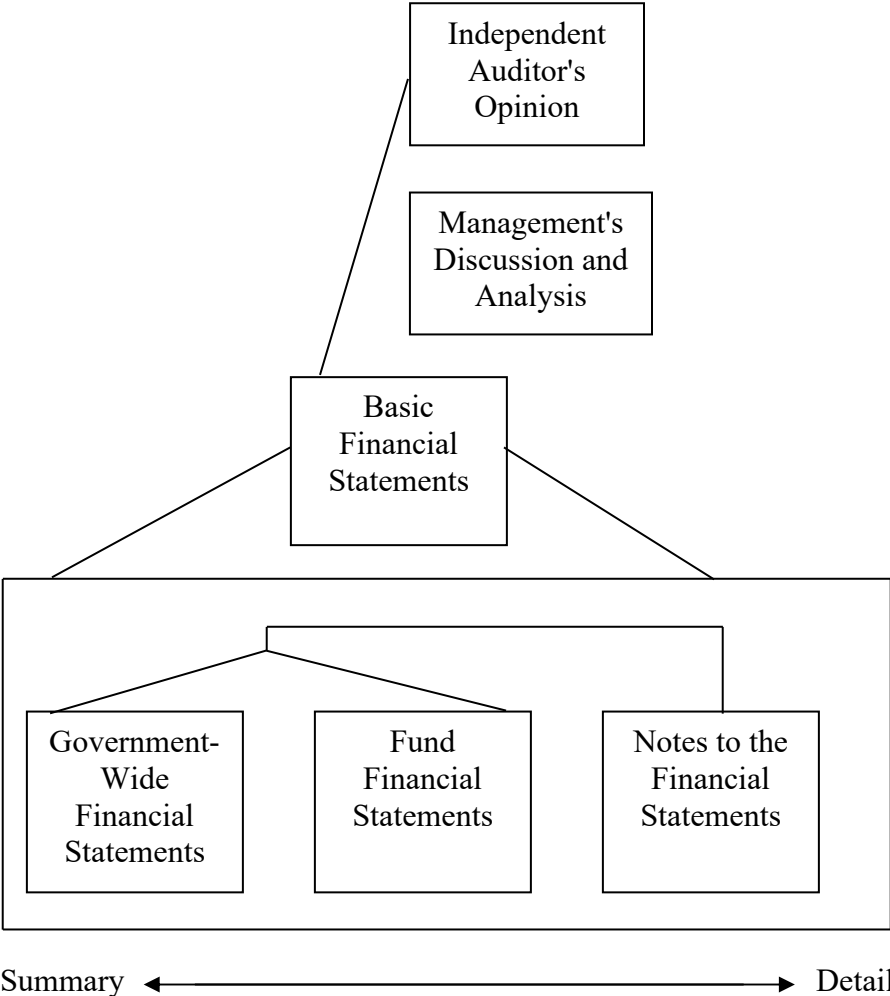 Independent
Auditor's
Opinion
Management's
Discussion and
Analysis
Basic
Financial
Statements
Government-
Wide
Financial
Statements
Fund
Financial
Statements
Notes to the
Financial
Statements
Summary
Detail